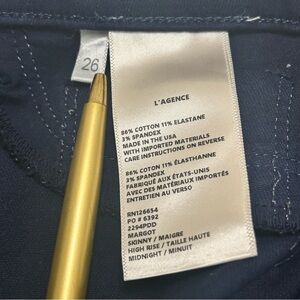 26
L'AGENCE
86% COTTON 11% ELASTANE
3% SPANDEX
MADE IN THE USA
WITH IMPORTED MATERIALS
CARE INSTRUCTIONS ON REVERSE
86% COTON 11% ÉLASTHANNE
3% SPANDEX
FABRIQUÉ AUX ÉTATS-UNIS
AVEC DES MATÉRIAUX IMPORTÉS
ENTRETIEN AU VERSO
RN126654
PO # 6392
2294PDD
MARGOT
SKINNY / MAIGRE
HIGH RISE / TAILLE HAUTE
MIDNIGHT / MINUIT